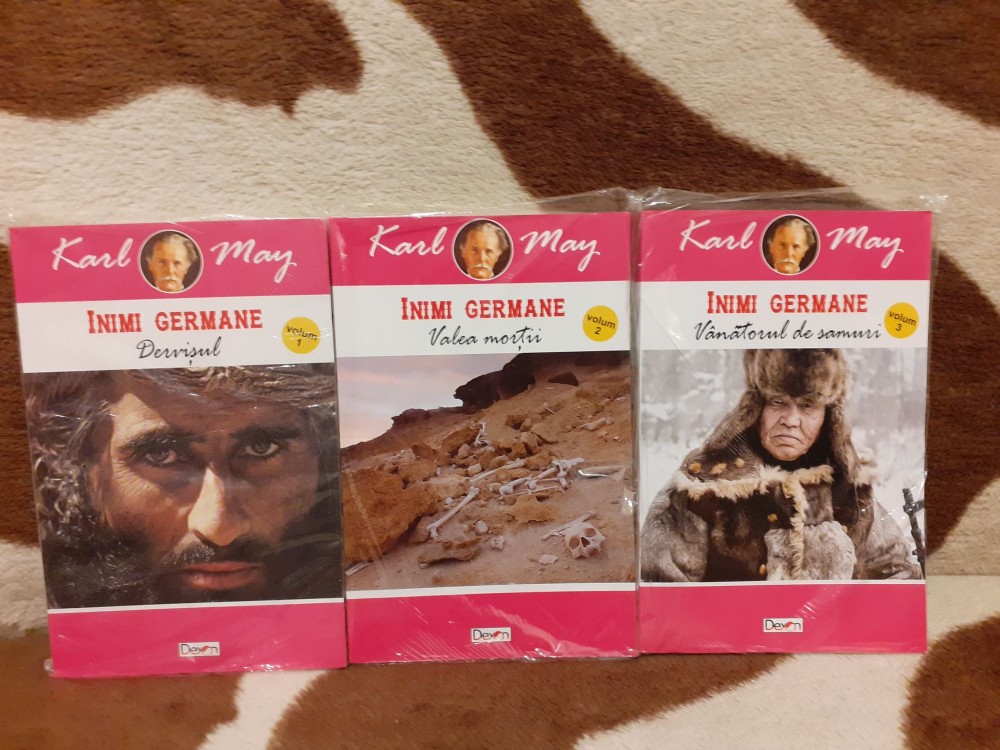 Karl May
INIMI GERMANE
Dervișul
volum
1
Dexon
Karl May
INIMI GERMANE
Valea morții
volum
2
Dexon
Karl May
INIMI GERMANE
Vânătorul de samuri
volum
3
Dexon